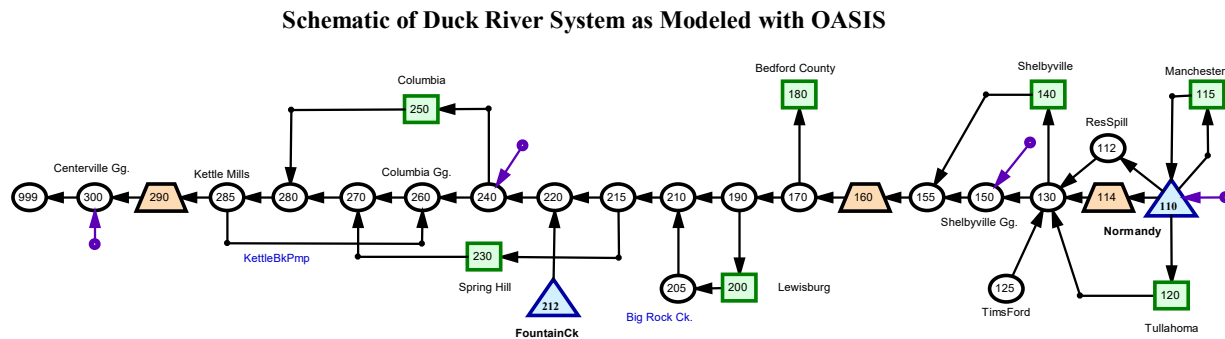 Schematic of Duck River System as Modeled with OASIS
Bedford County
Shelbyville
Manchester
Columbia
180
140
115
250
ResSpill
112
Centerville Gg.
Kettle Mills
Columbia Gg.
999
300
290
285
280
270
260
240
220
215
210
190
170
160
155
150
130
114
110
Shelbyville Gg.
Normandy
KettleBkPmp
230
Spring Hill
212
FountainCk
205
200
Lewisburg
Big Rock Ck.
125
TimsFord
120
Tullahoma